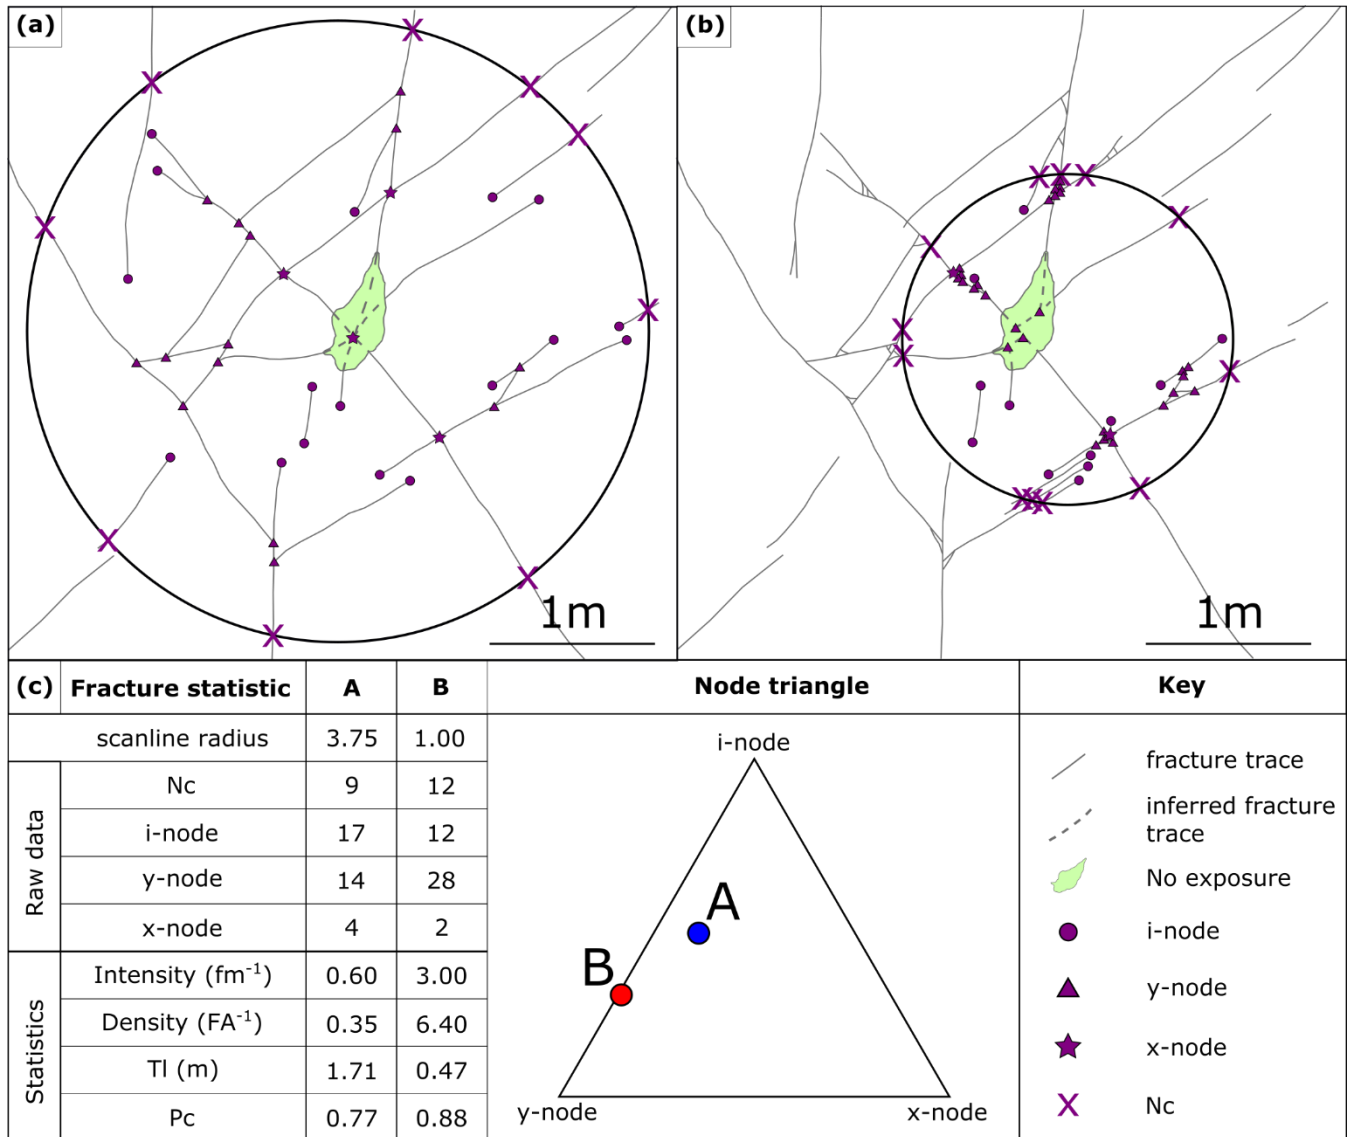 (a)
(b)
1m
1m
(c) Fracture statistic A B
scanline radius 3.75 1.00
Raw data
Nc 9 12
i-node 17 12
y-node 14 28
x-node 4 2
Statistics
Intensity (fm⁻¹) 0.60 3.00
Density (FA⁻¹) 0.35 6.40
Tl (m) 1.71 0.47
Pc 0.77 0.88
Node triangle
i-node
A
B
y-node
x-node
Key
fracture trace
inferred fracture
trace
No exposure
i-node
y-node
x-node
Nc